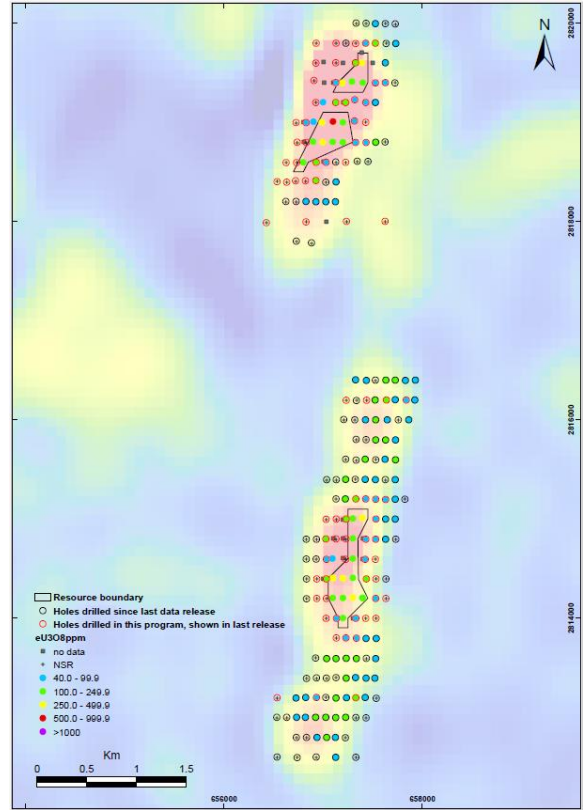 2820000
N
2818000
2816000
2814000
Resource boundary
Holes drilled since last data release
Holes drilled in this program, shown in last release
eU3O8ppm
no data
NSR
40.0 - 99.9
100.0 - 249.9
250.0 - 499.9
500.0 - 999.9
>1000
Km
0 0.5 1 1.5
656000 658000